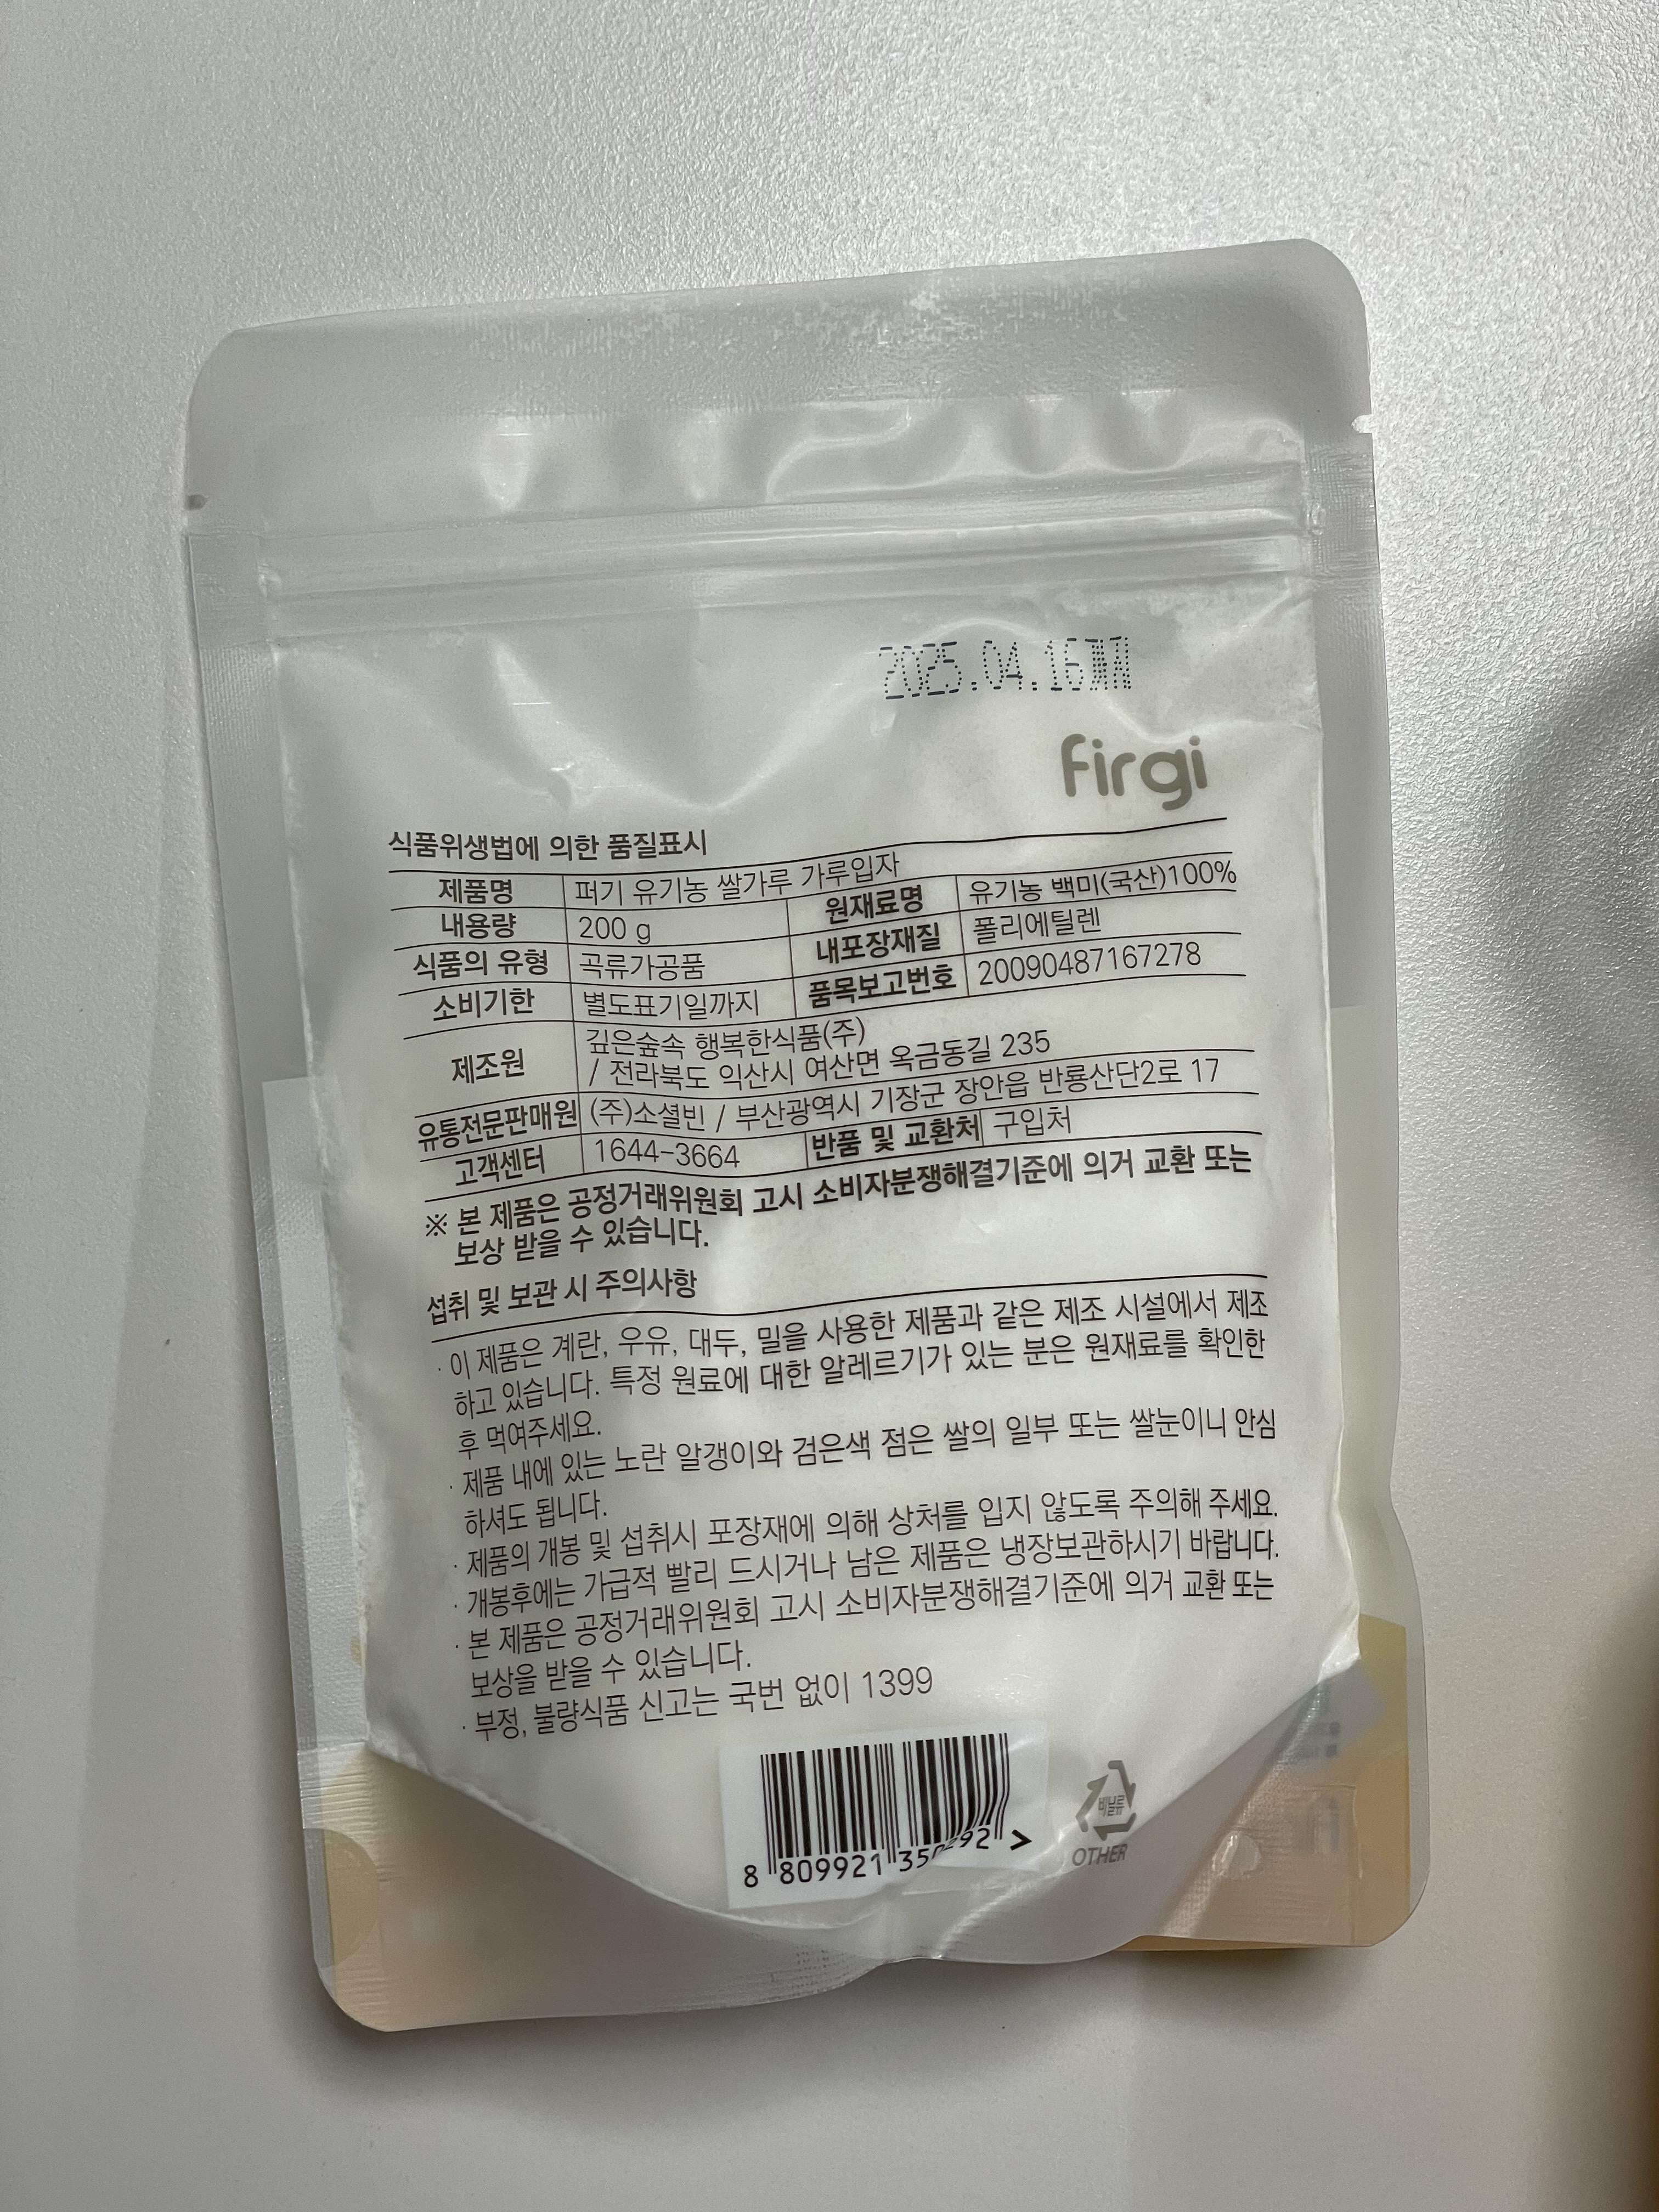 2025.04.16까지
firgi
식품위생법에 의한 품질표시
제품명 퍼기 유기농 쌀가루 가루입자
내용량 200 g 원재료명 유기농 백미(국산)100%
식품의 유형 곡류가공품 내포장재질 폴리에틸렌
소비기한 별도표기일까지 품목보고번호 20090487167278
제조원 깊은숲속 행복한식품(주)
/ 전라북도 익산시 여산면 옥금동길 235
유통전문판매원 (주)소셜빈 / 부산광역시 기장군 장안읍 반룡산단2로 17
고객센터 1644-3664 반품 및 교환처 구입처
※ 본 제품은 공정거래위원회 고시 소비자분쟁해결기준에 의거 교환 또는
보상 받을 수 있습니다.
섭취 및 보관 시 주의사항
· 이 제품은 계란, 우유, 대두, 밀을 사용한 제품과 같은 제조 시설에서 제조
하고 있습니다. 특정 원료에 대한 알레르기가 있는 분은 원재료를 확인한
후 먹여주세요.
· 제품 내에 있는 노란 알갱이와 검은색 점은 쌀의 일부 또는 쌀눈이니 안심
하셔도 됩니다.
· 제품의 개봉 및 섭취시 포장재에 의해 상처를 입지 않도록 주의해 주세요.
· 개봉후에는 가급적 빨리 드시거나 남은 제품은 냉장보관하시기 바랍니다.
· 본 제품은 공정거래위원회 고시 소비자분쟁해결기준에 의거 교환 또는
보상을 받을 수 있습니다.
· 부정, 불량식품 신고는 국번 없이 1399
8 809921
비닐류
OTHER